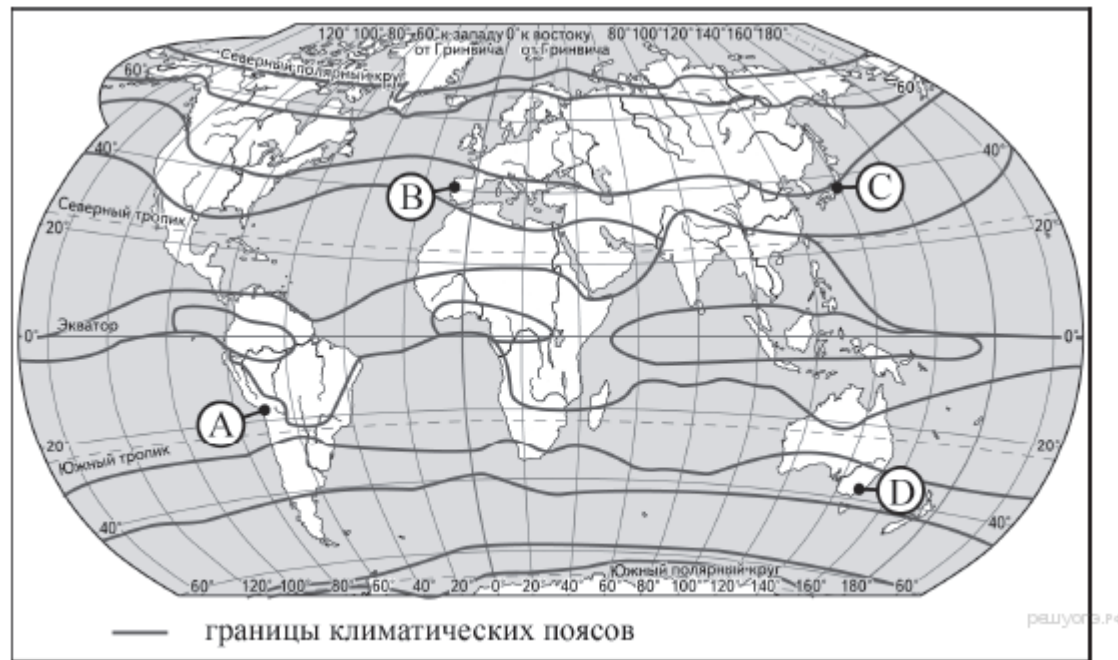 120° 100° 80° 60° к западу 0° к востоку 80° 100° 120° 140° 160° 180°
от Гринвича от Гринвича
Северный полярный круг
60°
60°
40°
40°
B
C
Северный тропик
20°
20°
Экватор
0°
0°
A
20°
20°
Южный тропик
D
40°
40°
Южный полярный круг
60° 120° 100° 80° 60° 40° 20° 0° 20° 40° 60° 80° 100° 120° 140° 160° 180° 60°
границы климатических поясов
решуогэ.рф